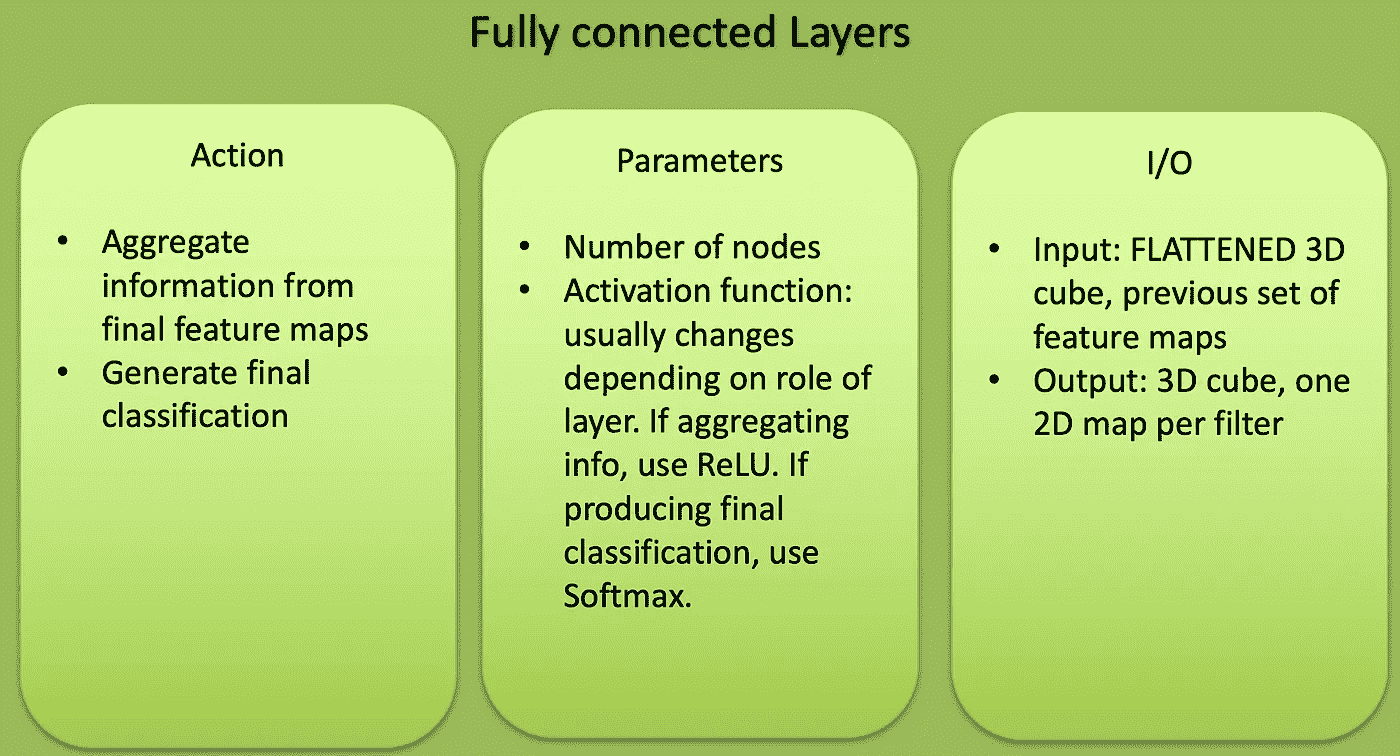 Fully connected Layers
Action
• Aggregate
information from
final feature maps
• Generate final
classification
Parameters
• Number of nodes
• Activation function:
usually changes
depending on role of
layer. If aggregating
info, use ReLU. If
producing final
classification, use
Softmax.
I/O
• Input: FLATTENED 3D
cube, previous set of
feature maps
• Output: 3D cube, one
2D map per filter